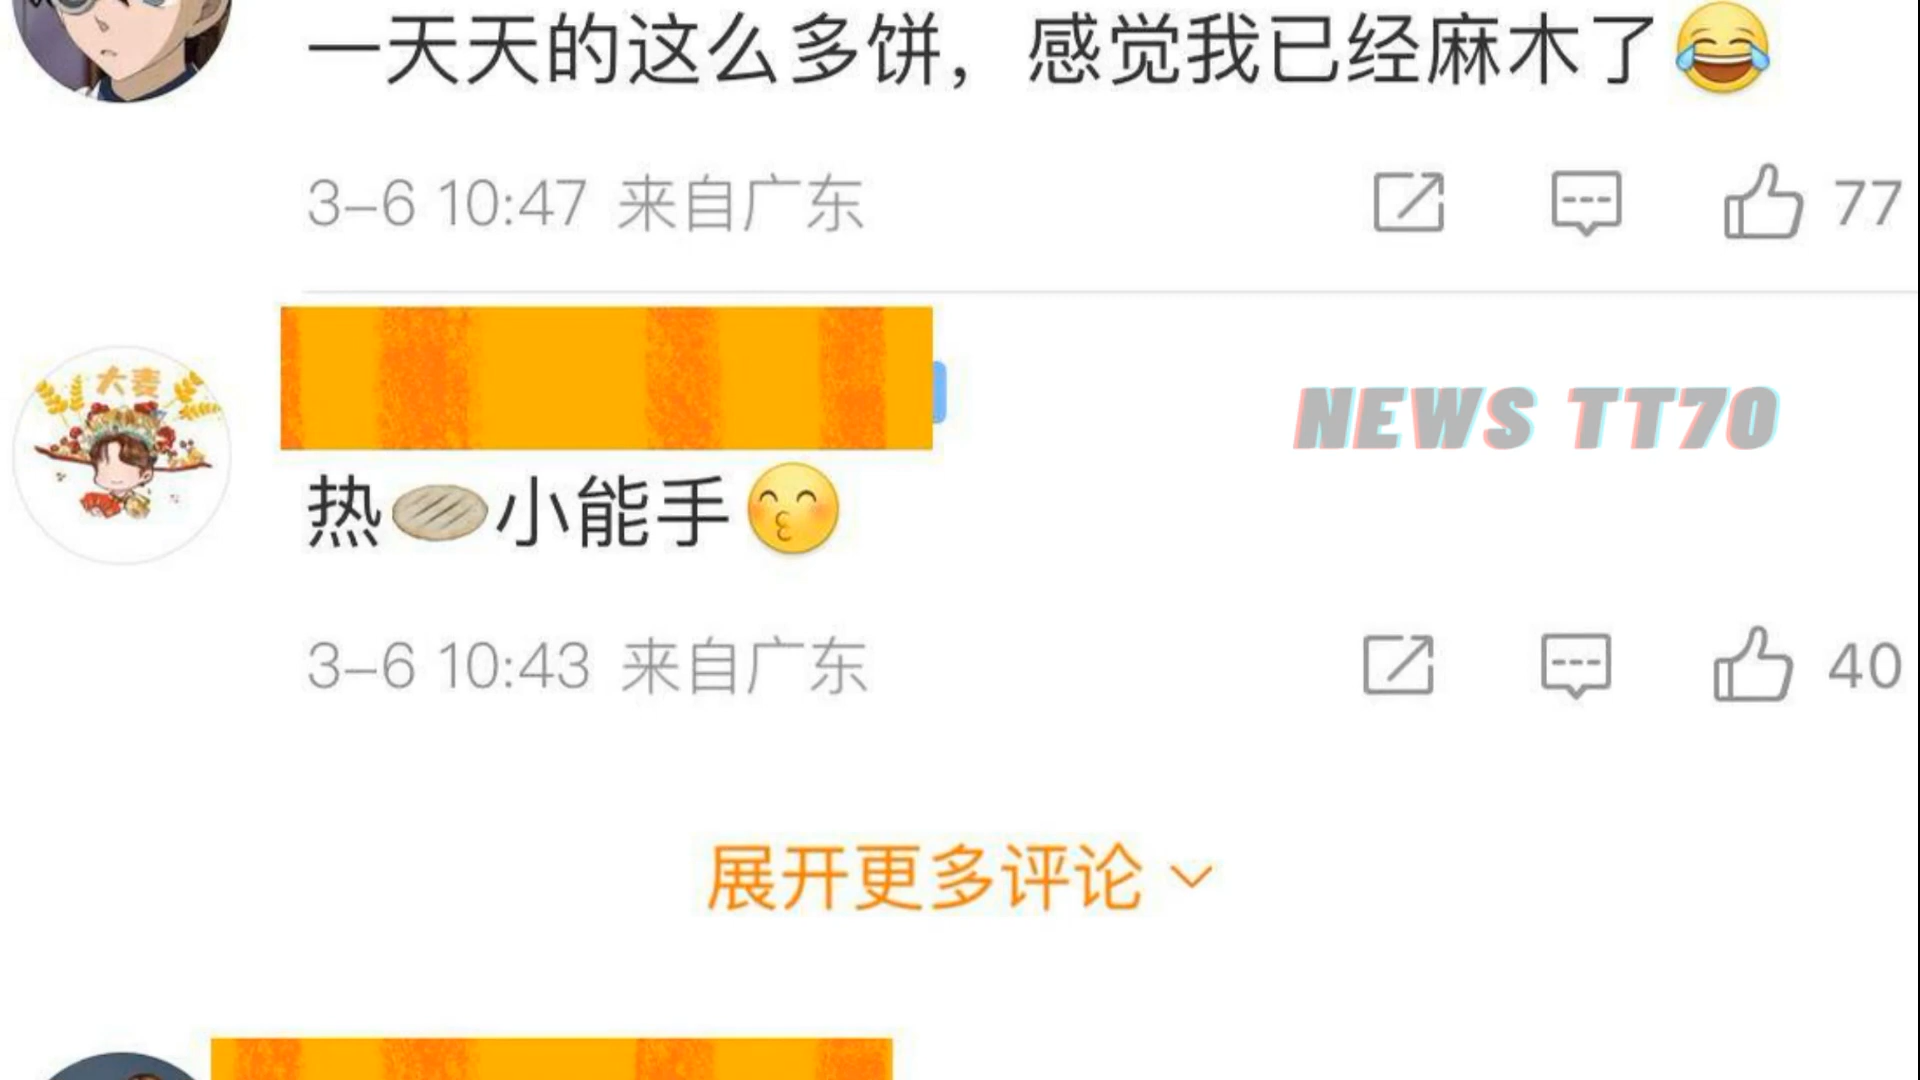 一天天的这么多饼，感觉我已经麻木了😂
3-6 10:47 来自广东
77
大麦
NEWS TT70
热🫓小能手😙
3-6 10:43 来自广东
40
展开更多评论